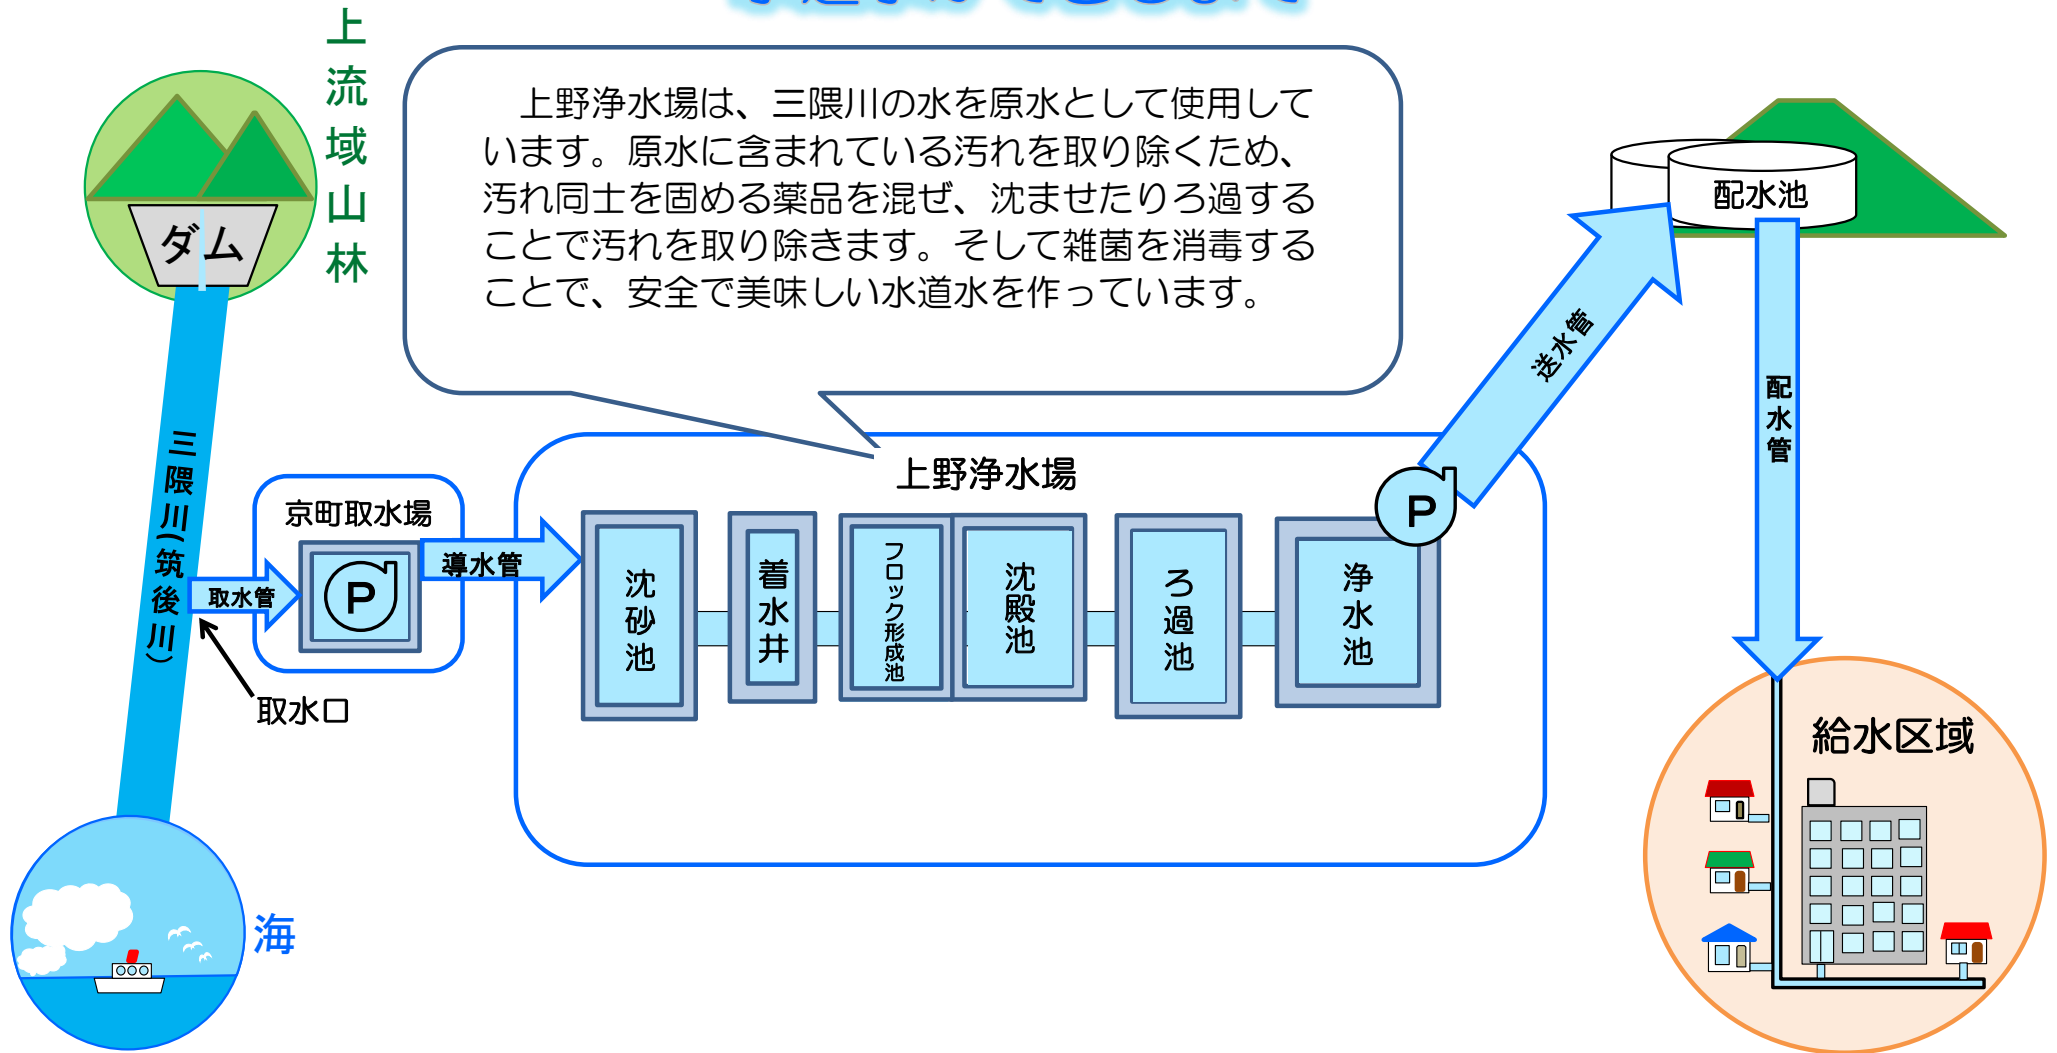 上流域山林
上野浄水場は、三隈川の水を原水として使用して
います。原水に含まれている汚れを取り除くため、
汚れ同士を固める薬品を混ぜ、沈ませたりろ過する
ことで汚れを取り除きます。そして雑菌を消毒する
ことで、安全で美味しい水道水を作っています。
ダム
配水池
送水管
配水管
三隈川(筑後川)
京町取水場
P
取水管
導水管
取水口
上野浄水場
沈砂池
着水井
フロック形成池
沈殿池
ろ過池
浄水池
P
給水区域
海